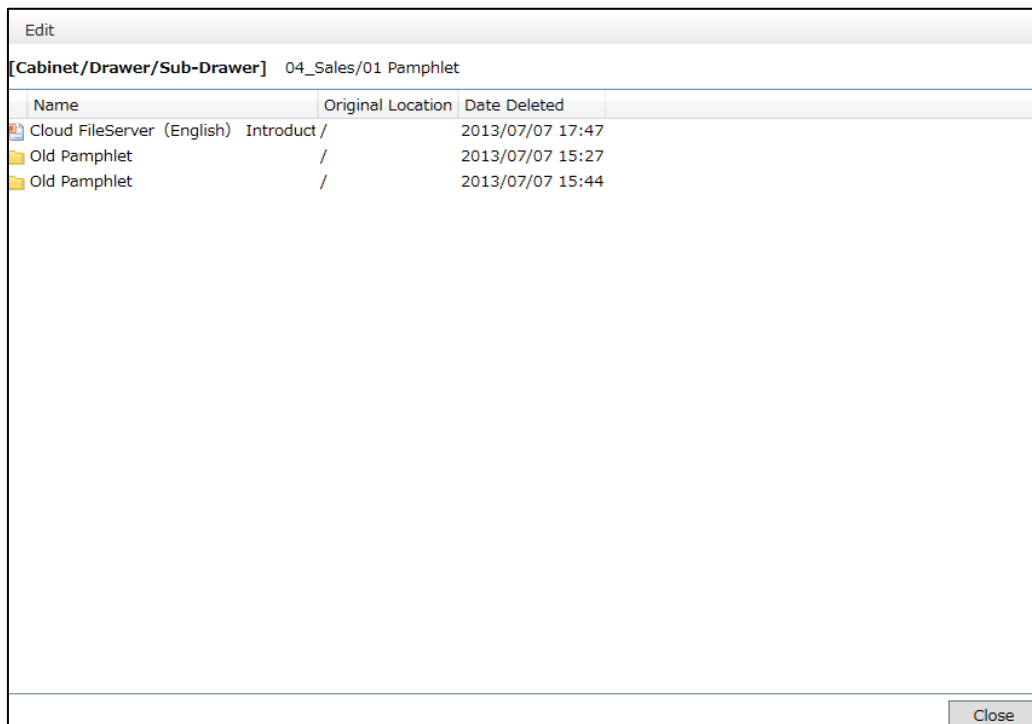 Edit
[Cabinet/Drawer/Sub-Drawer] 04_Sales/01 Pamphlet
Name Original Location Date Deleted
Cloud FileServer（English） Introduct / 2013/07/07 17:47
Old Pamphlet / 2013/07/07 15:27
Old Pamphlet / 2013/07/07 15:44
Close